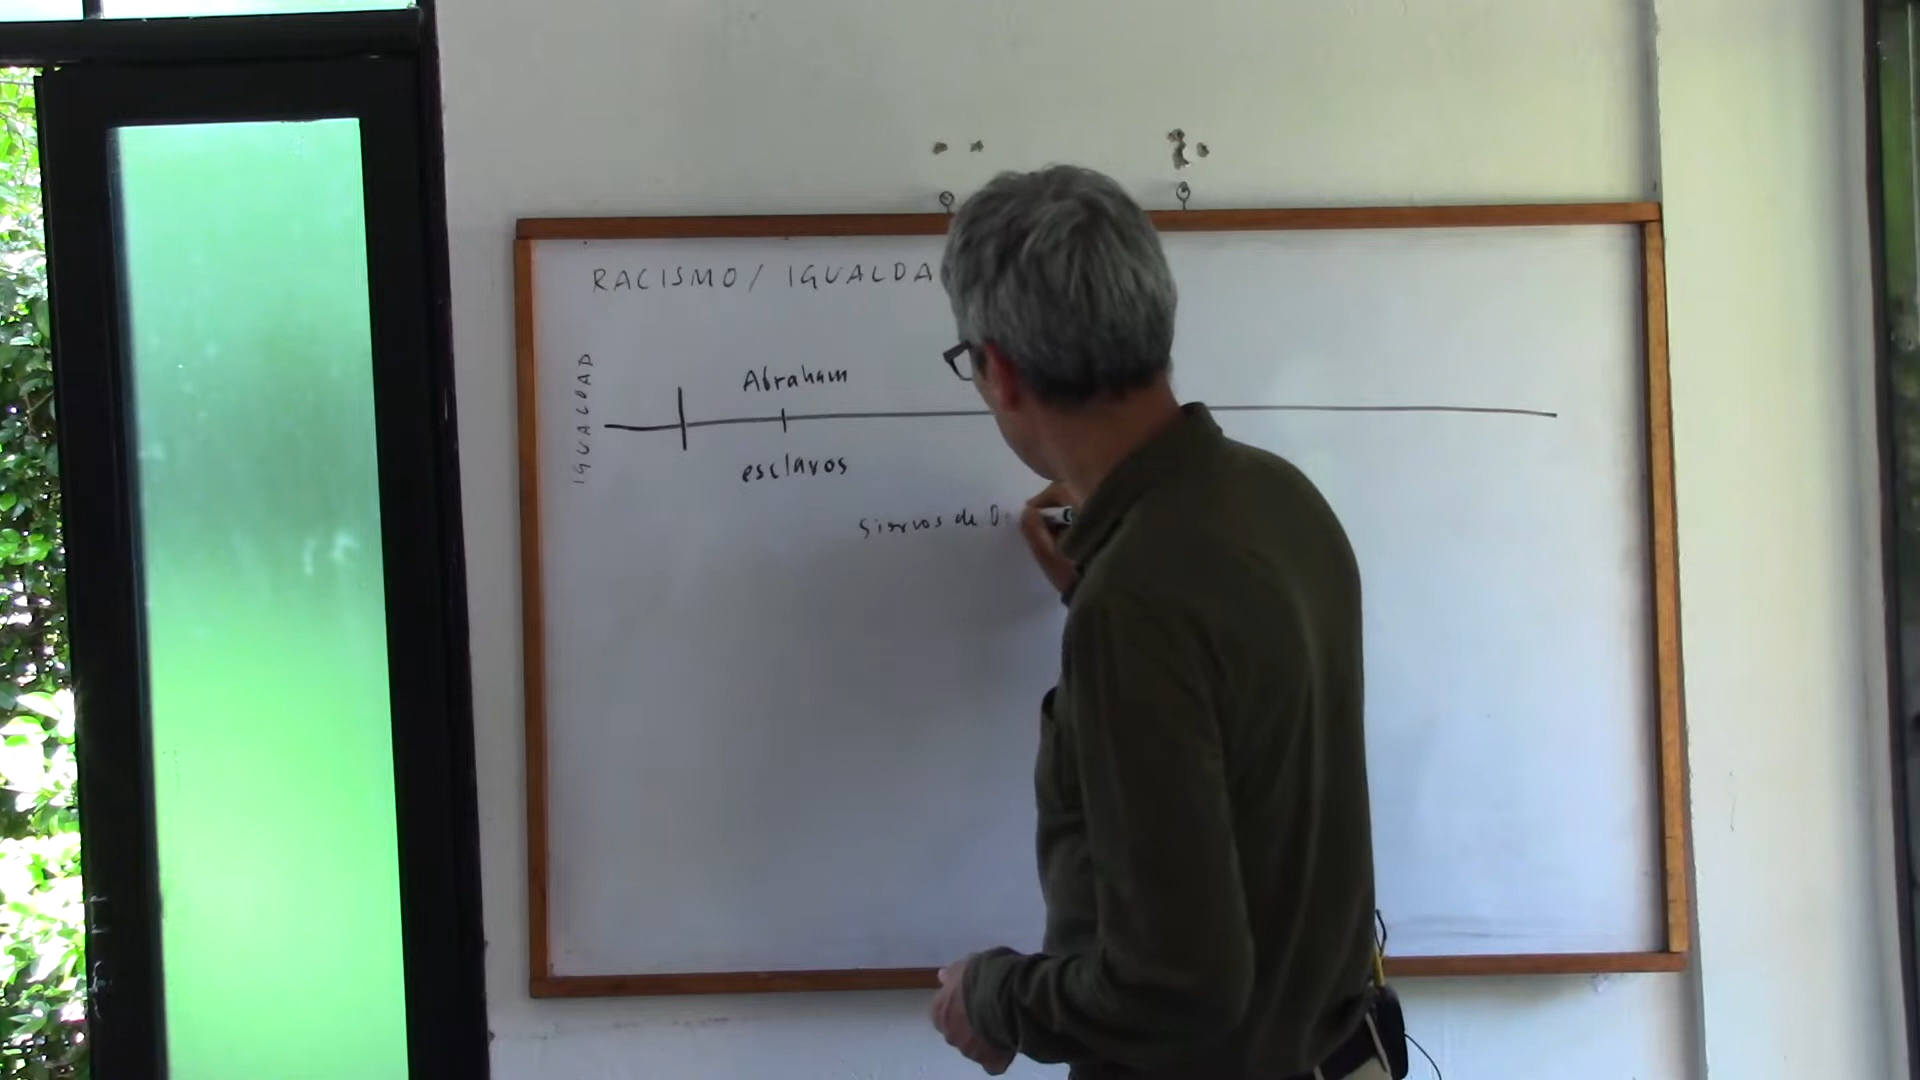 RACISMO/ IGUALDA
IGUALDAD
Abraham
esclavos
Siervos de D